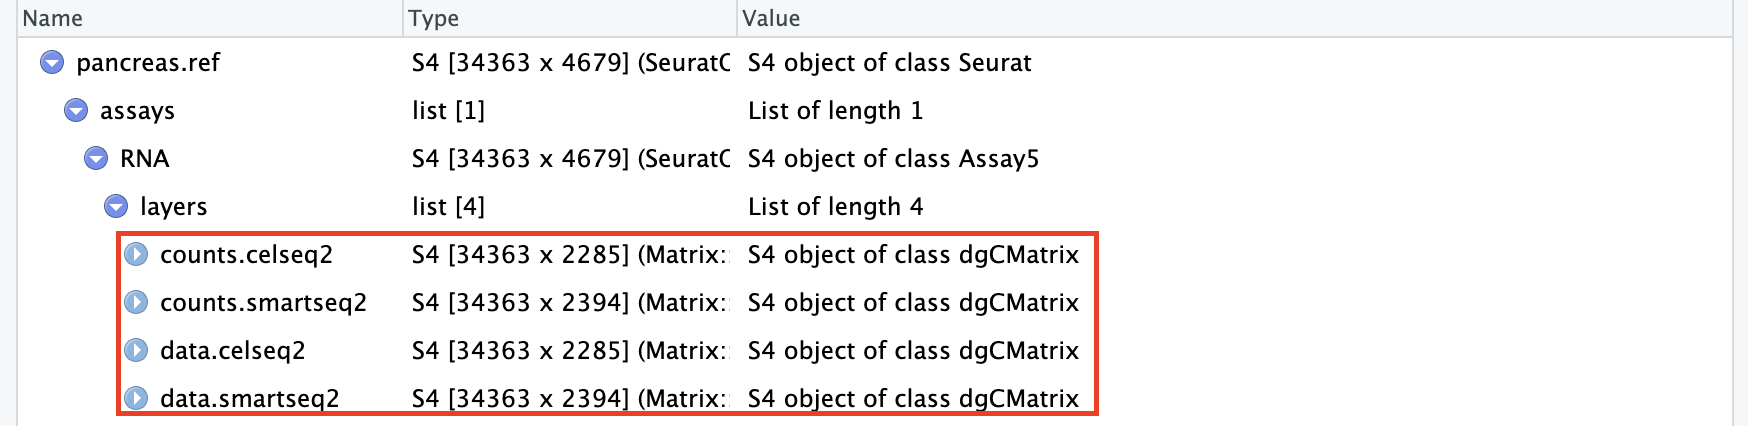 Name Type Value
pancreas.ref S4 [34363 x 4679] (SeuratO S4 object of class Seurat
assays list [1] List of length 1
RNA S4 [34363 x 4679] (SeuratO S4 object of class Assay5
layers list [4] List of length 4
counts.celseq2 S4 [34363 x 2285] (Matrix:: S4 object of class dgCMatrix
counts.smartseq2 S4 [34363 x 2394] (Matrix:: S4 object of class dgCMatrix
data.celseq2 S4 [34363 x 2285] (Matrix:: S4 object of class dgCMatrix
data.smartseq2 S4 [34363 x 2394] (Matrix:: S4 object of class dgCMatrix